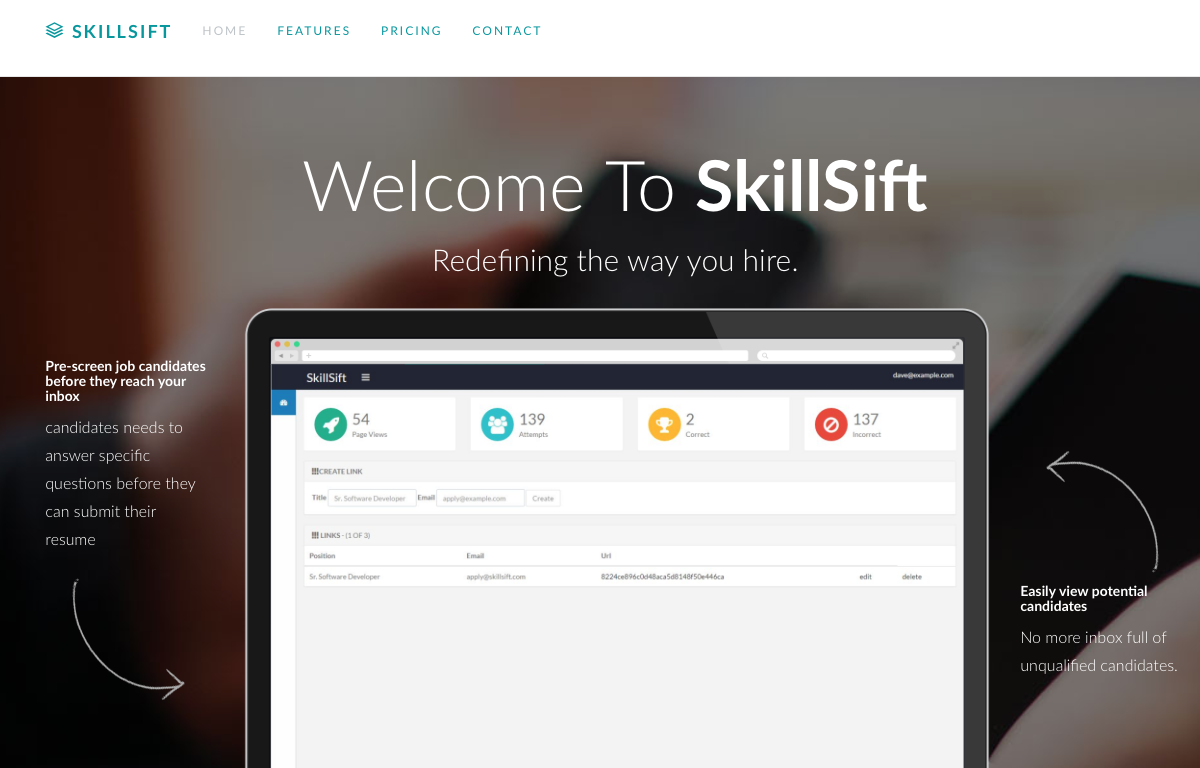 SKILLSIFT HOME FEATURES PRICING CONTACT
Welcome To SkillSift
Redefining the way you hire.
Pre-screen job candidates
before they reach your
inbox
candidates needs to
answer specific
questions before they
can submit their
resume
SkillSift
dave@example.com
54
Page Views
139
Attempts
2
Correct
137
Incorrect
CREATE LINK
Title Sr. Software Developer Email apply@example.com Create
LINKS - (1 OF 3)
Position Email Url
Sr. Software Developer apply@skillsift.com 8224ce896c0d48aca5d8148f50e446ca edit delete
Easily view potential
candidates
No more inbox full of
unqualified candidates.